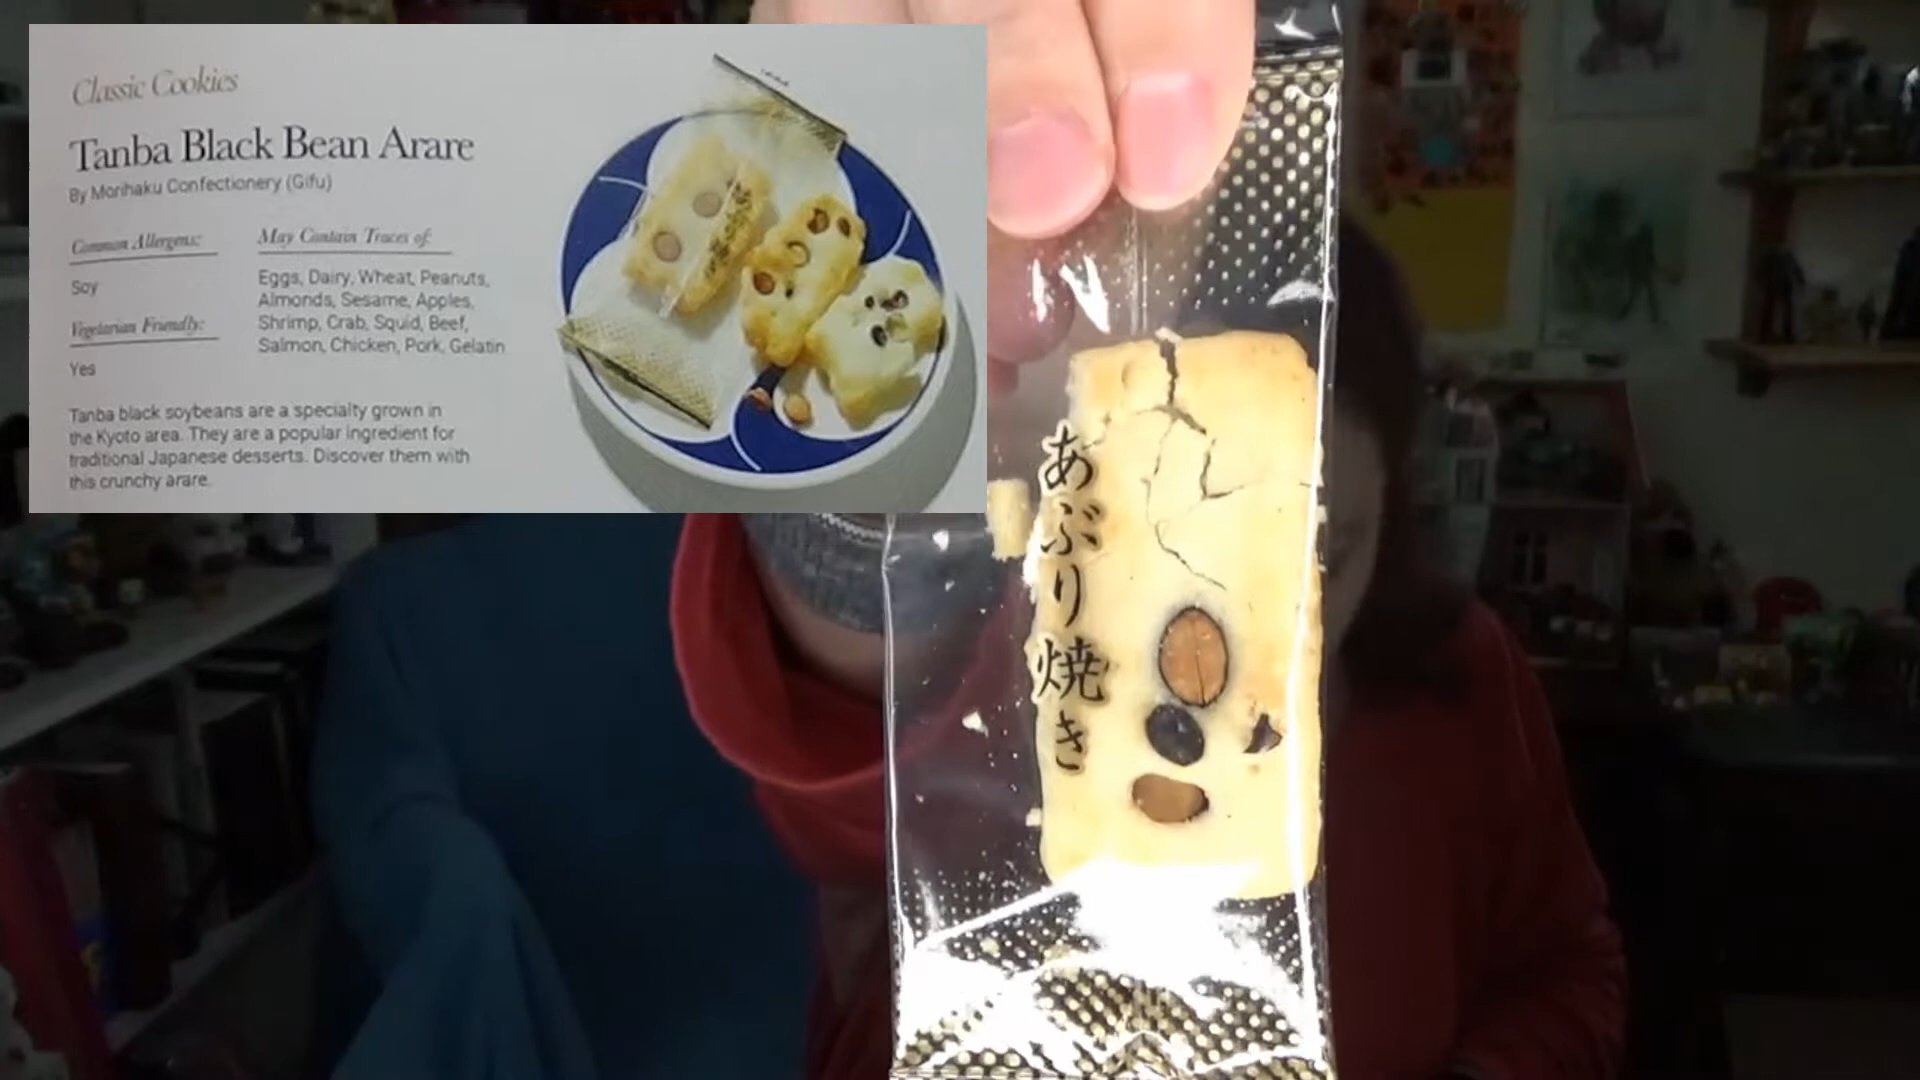 Classic Cookies
Tanba Black Bean Arare
By Morihaku Confectionery (Gifu)
Common Allergens:
Soy
Vegetarian Friendly:
Yes
May Contain Traces of:
Eggs, Dairy, Wheat, Peanuts,
Almonds, Sesame, Apples,
Shrimp, Crab, Squid, Beef,
Salmon, Chicken, Pork, Gelatin
Tanba black soybeans are a specialty grown in
the Kyoto area. They are a popular ingredient for
traditional Japanese desserts. Discover them with
this crunchy arare.
あぶり焼き